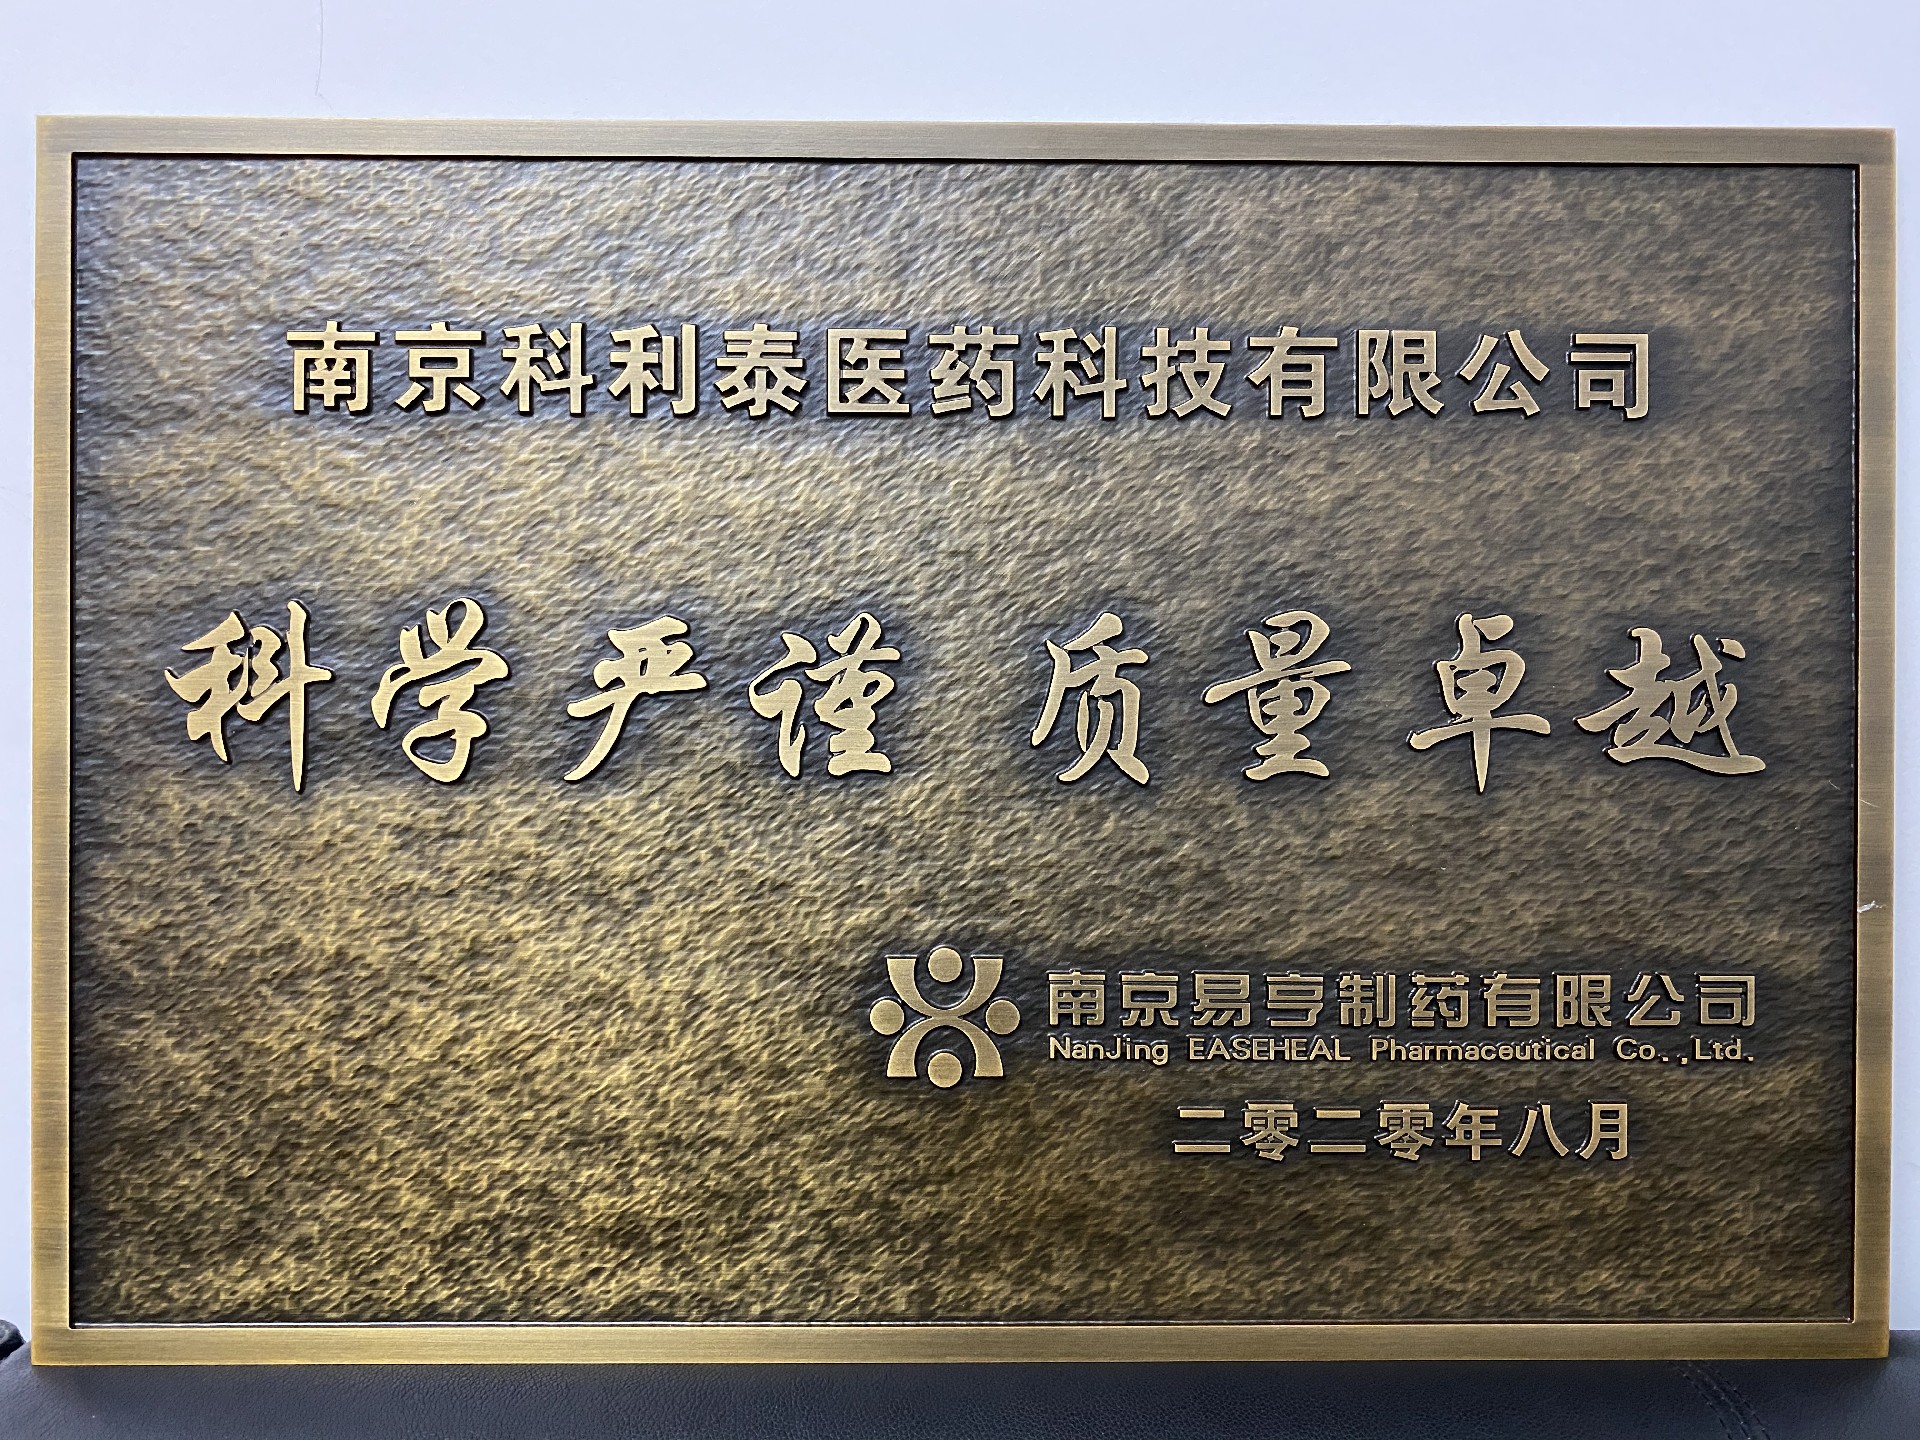 南京科利泰医药科技有限公司
科学严谨 质量卓越
南京易亨制药有限公司
NanJing EASEHEAL Pharmaceutical Co.,Ltd.
二零二零年八月